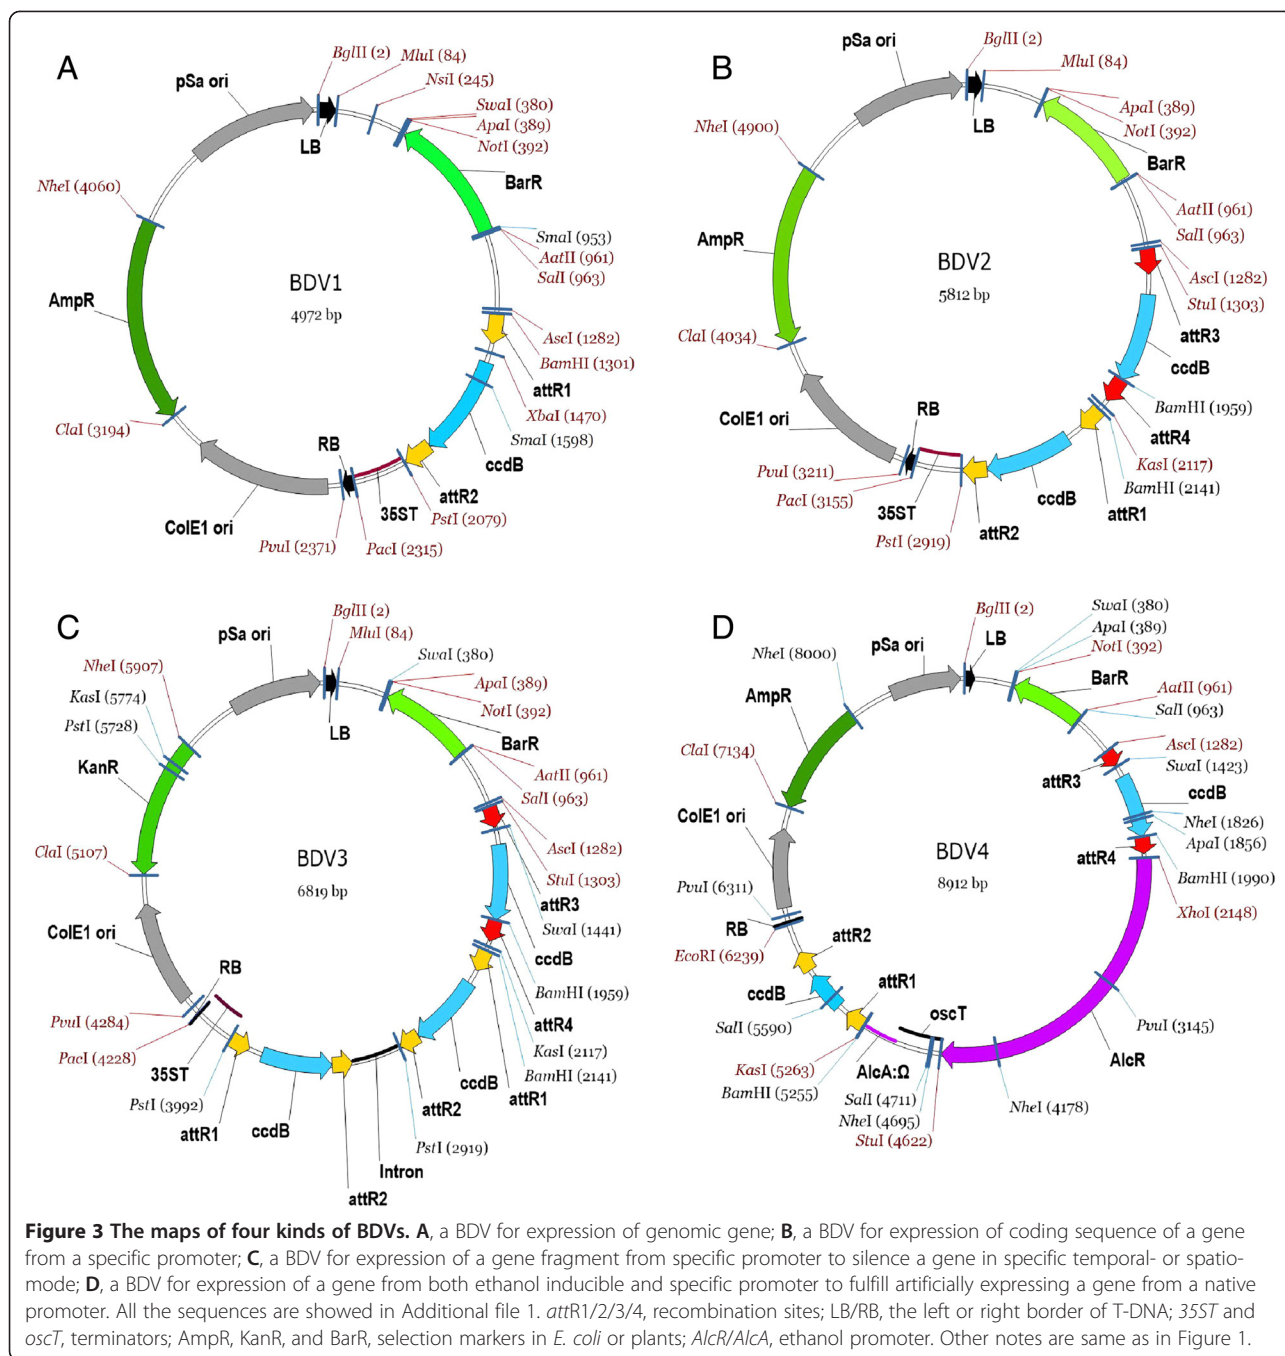 A
pSa ori
BglII (2)
MluI (84)
NsiI (245)
SwaI (380)
ApaI (389)
NotI (392)
LB
BarR
NheI (4060)
SmaI (953)
AatII (961)
SalI (963)
AmpR
BDV1
4972 bp
AscI (1282)
BamHI (1301)
attR1
XbaI (1470)
SmaI (1598)
ClaI (3194)
RB
ccdB
attR2
ColE1 ori
35ST
PstI (2079)
PvuI (2371)
PacI (2315)
B
pSa ori
BglII (2)
MluI (84)
LB
ApaI (389)
NotI (392)
BarR
NheI (4900)
AatII (961)
SalI (963)
AmpR
BDV2
5812 bp
AscI (1282)
StuI (1303)
attR3
ClaI (4034)
ccdB
BamHI (1959)
RB
ColE1 ori
attR4
KasI (2117)
PvuI (3211)
BamHI (2141)
PacI (3155)
35ST
ccdB
attR1
PstI (2919)
attR2
C
pSa ori
BglII (2)
MluI (84)
SwaI (380)
NheI (5907)
ApaI (389)
KasI (5774)
NotI (392)
PstI (5728)
LB
BarR
KanR
AatII (961)
SalI (963)
ClaI (5107)
BDV3
6819 bp
AscI (1282)
StuI (1303)
attR3
SwaI (1441)
ColE1 ori
ccdB
RB
BamHI (1959)
attR4
PvuI (4284)
KasI (2117)
PacI (4228)
BamHI (2141)
35ST
ccdB
attR1
PstI (3992)
attR2
attR1
ccdB
PstI (2919)
Intron
attR2
D
BglII (2)
SwaI (380)
LB
ApaI (389)
pSa ori
NotI (392)
NheI (8000)
BarR
AatII (961)
AmpR
SalI (963)
ClaI (7134)
AscI (1282)
attR3
SwaI (1423)
ccdB
ColE1 ori
NheI (1826)
ApaI (1856)
BDV4
8912 bp
attR4
BamHI (1990)
PvuI (6311)
XhoI (2148)
RB
attR2
EcoRI (6239)
attR1
ccdB
oscT
PvuI (3145)
SalI (5590)
AlcR
KasI (5263)
AlcA:Ω
BamHI (5255)
SalI (4711)
NheI (4695)
NheI (4178)
StuI (4622)
Figure 3 The maps of four kinds of BDVs. A, a BDV for expression of genomic gene; B, a BDV for expression of coding sequence of a gene
from a specific promoter; C, a BDV for expression of a gene fragment from specific promoter to silence a gene in specific temporal- or spatio-
mode; D, a BDV for expression of a gene from both ethanol inducible and specific promoter to fulfill artificially expressing a gene from a native
promoter. All the sequences are showed in Additional file 1. attR1/2/3/4, recombination sites; LB/RB, the left or right border of T-DNA; 35ST and
oscT, terminators; AmpR, KanR, and BarR, selection markers in E. coli or plants; AlcR/AlcA, ethanol promoter. Other notes are same as in Figure 1.